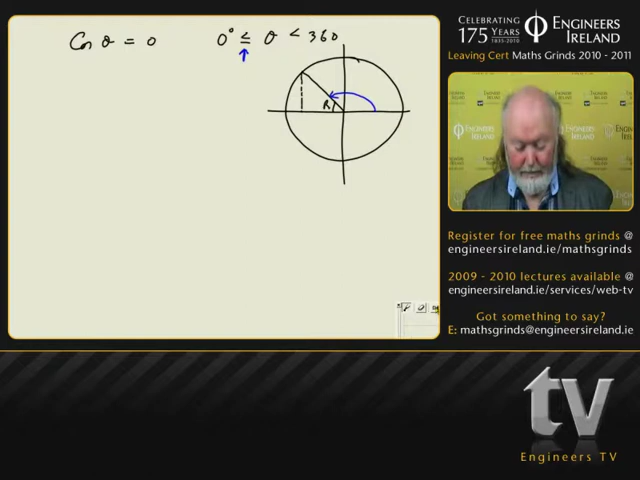 Cos θ = 0    0° ≤ θ < 360
R
CELEBRATING
175 YEARS
1835-2010
ENGINEERS
IRELAND
Leaving Cert Maths Grinds 2010 - 2011
Register for free maths grinds @
engineersireland.ie/mathsgrinds
2009 - 2010 lectures available @
engineersireland.ie/services/web-tv
Got something to say?
E: mathsgrinds@engineersireland.ie
tv
Engineers TV